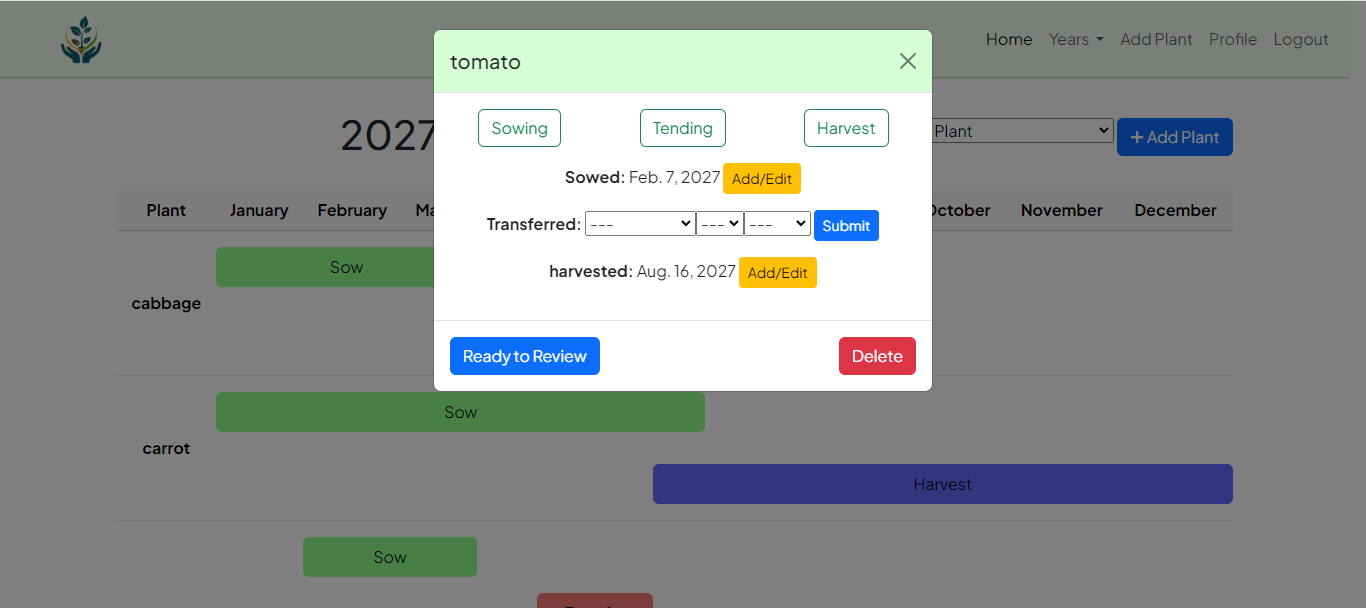 tomato
Home Years Add Plant Profile Logout
Sowing Tending Harvest
2027
Plant
+ Add Plant
Sowed: Feb. 7, 2027 Add/Edit
Plant January February Ma October November December
Transferred: --- --- --- Submit
harvested: Aug. 16, 2027 Add/Edit
Sow
cabbage
Ready to Review Delete
Sow
carrot
Harvest
Sow